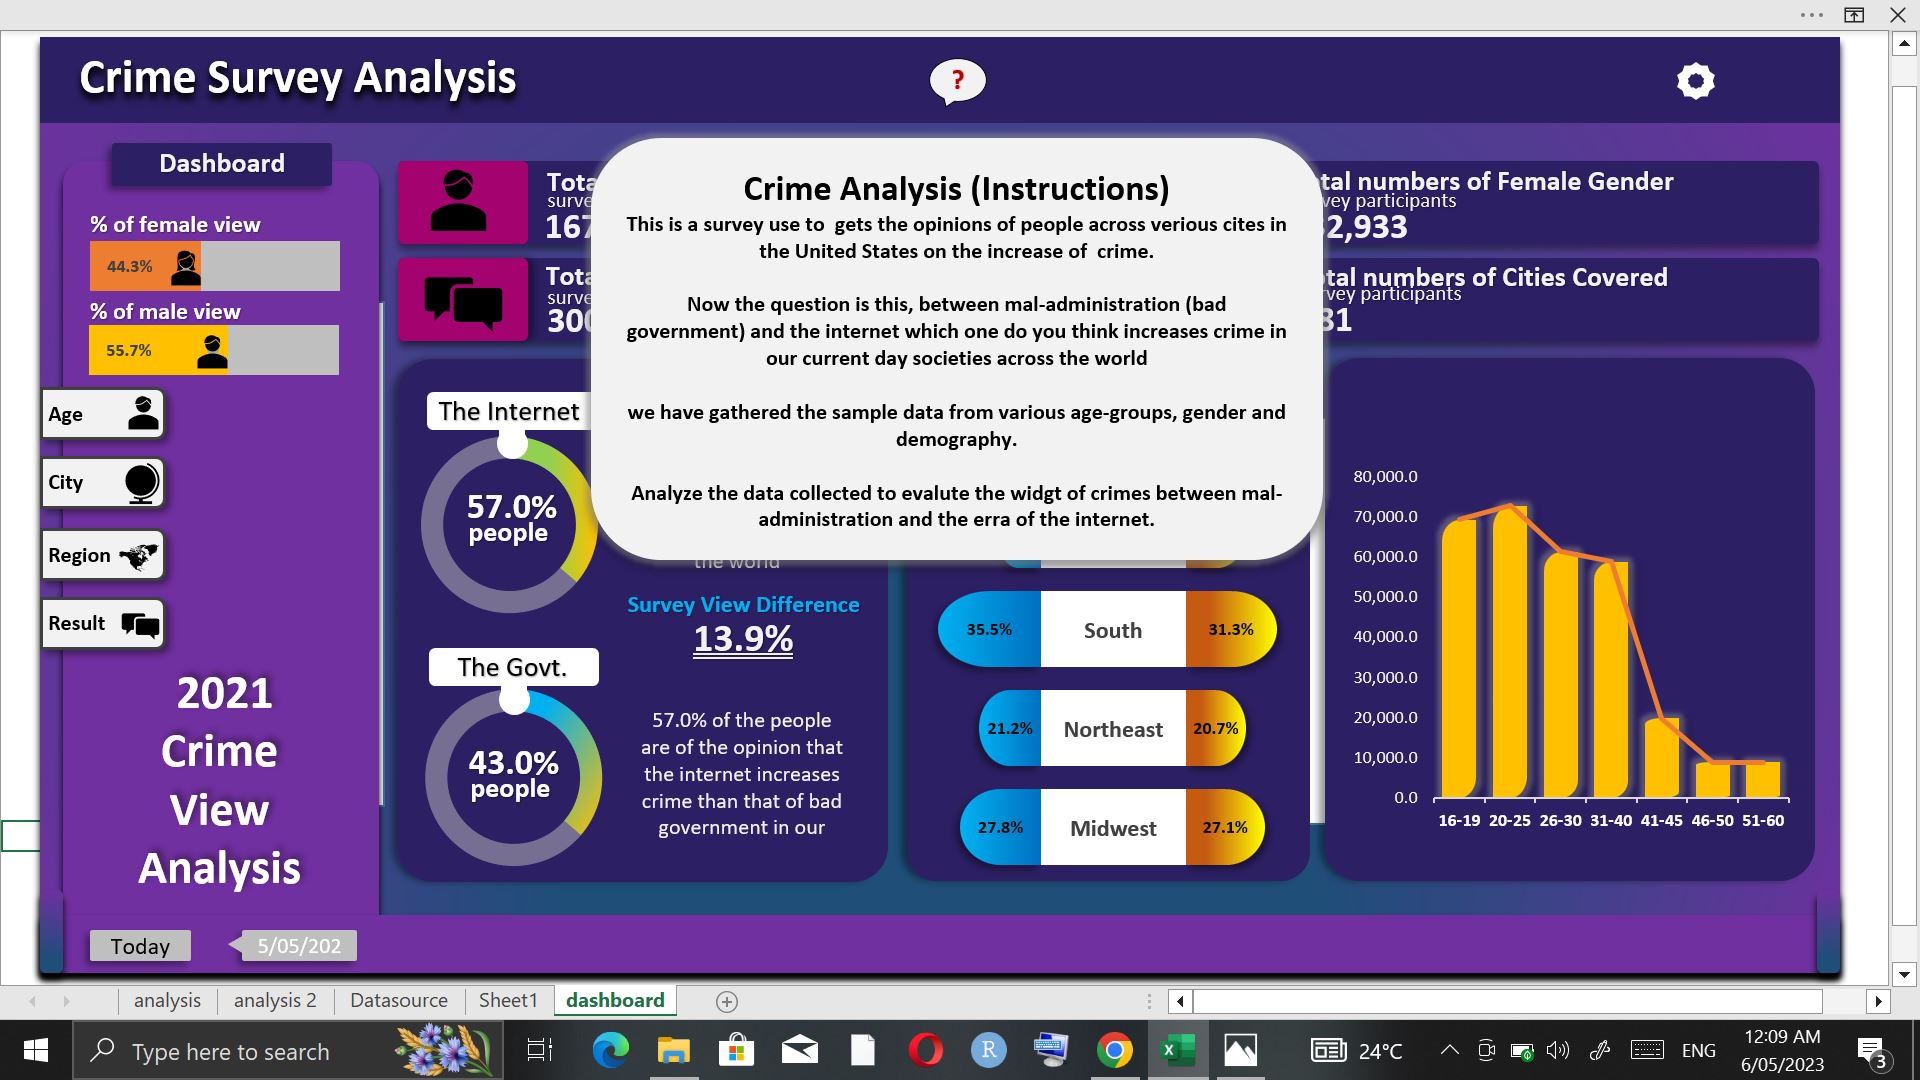 Crime Survey Analysis
?
Dashboard
% of female view
44.3%
% of male view
55.7%
Age
City
Region
Result
2021
Crime
View
Analysis
surve
167
surve
300
Crime Analysis (Instructions)
This is a survey use to gets the opinions of people across verious cites in
the United States on the increase of crime.
Now the question is this, between mal-administration (bad
government) and the internet which one do you think increases crime in
our current day societies across the world
we have gathered the sample data from various age-groups, gender and
demography.
Analyze the data collected to evalute the widgt of crimes between mal-
administration and the erra of the internet.
tal numbers of Female Gender
vey participants
2,933
tal numbers of Cities Covered
vey participants
31
The Internet
57.0%
people
the world
Survey View Difference
13.9%
The Govt.
43.0%
people
57.0% of the people
are of the opinion that
the internet increases
crime than that of bad
government in our
35.5% South 31.3%
21.2% Northeast 20.7%
27.8% Midwest 27.1%
80,000.0
70,000.0
60,000.0
50,000.0
40,000.0
30,000.0
20,000.0
10,000.0
0.0
16-19 20-25 26-30 31-40 41-45 46-50 51-60
Today
5/05/202
analysis analysis 2 Datasource Sheet1 dashboard
Type here to search
R
24°C
ENG
12:09 AM
6/05/2023
3